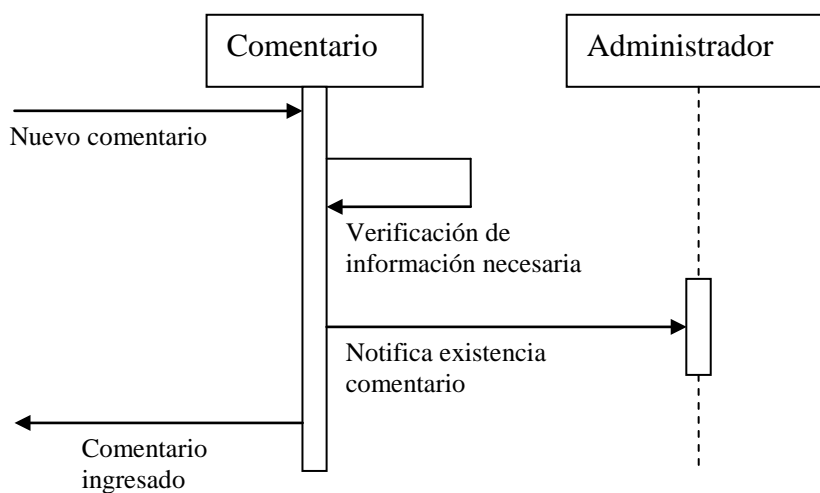 Comentario
Administrador
Nuevo comentario
Verificación de
información necesaria
Notifica existencia
comentario
Comentario
ingresado